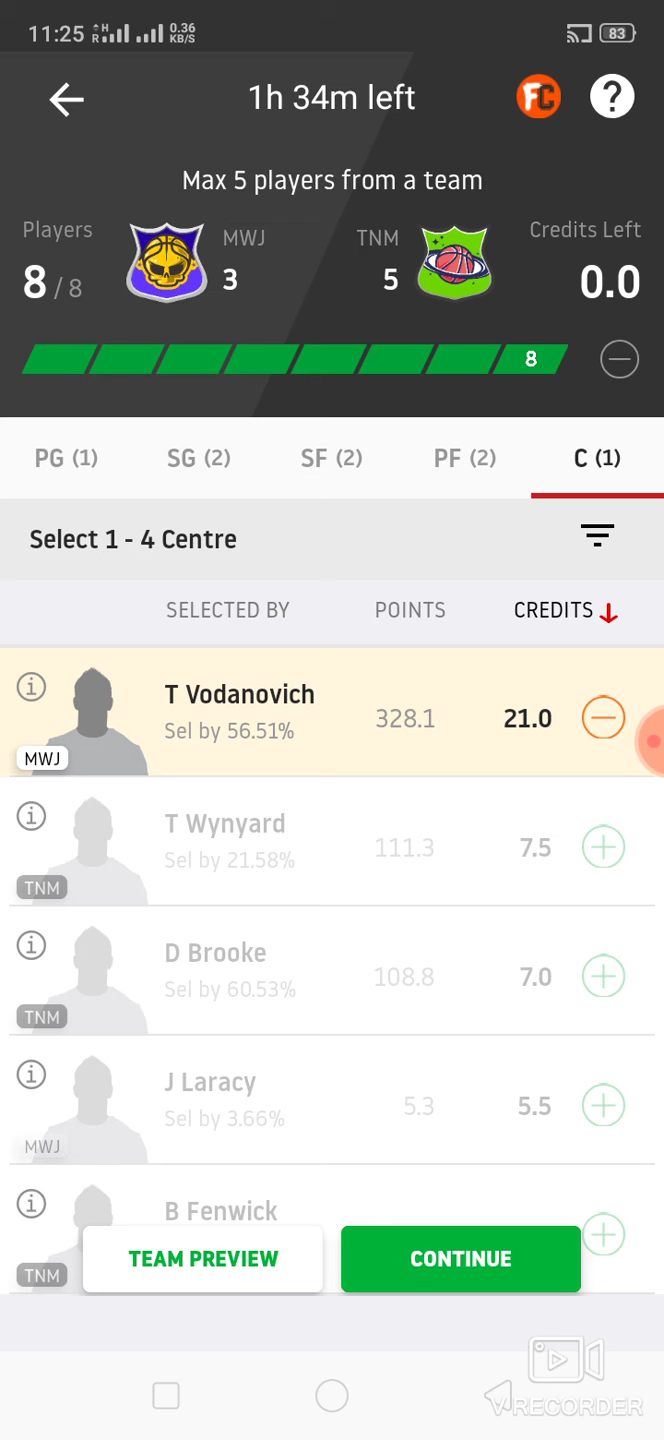 11:25 H R 0.36 KB/S 83
1h 34m left FC ?
Max 5 players from a team
Players MWJ TNM Credits Left
8 / 8 3 5 0.0
8
PG (1) SG (2) SF (2) PF (2) C (1)
Select 1 - 4 Centre
SELECTED BY POINTS CREDITS
T Vodanovich
Sel by 56.51% 328.1 21.0
MWJ
T Wynyard
Sel by 21.58% 111.3 7.5
TNM
D Brooke
Sel by 60.53% 108.8 7.0
TNM
J Laracy
Sel by 3.66% 5.3 5.5
MWJ
B Fenwick
TNM
TEAM PREVIEW CONTINUE
VRECORDER